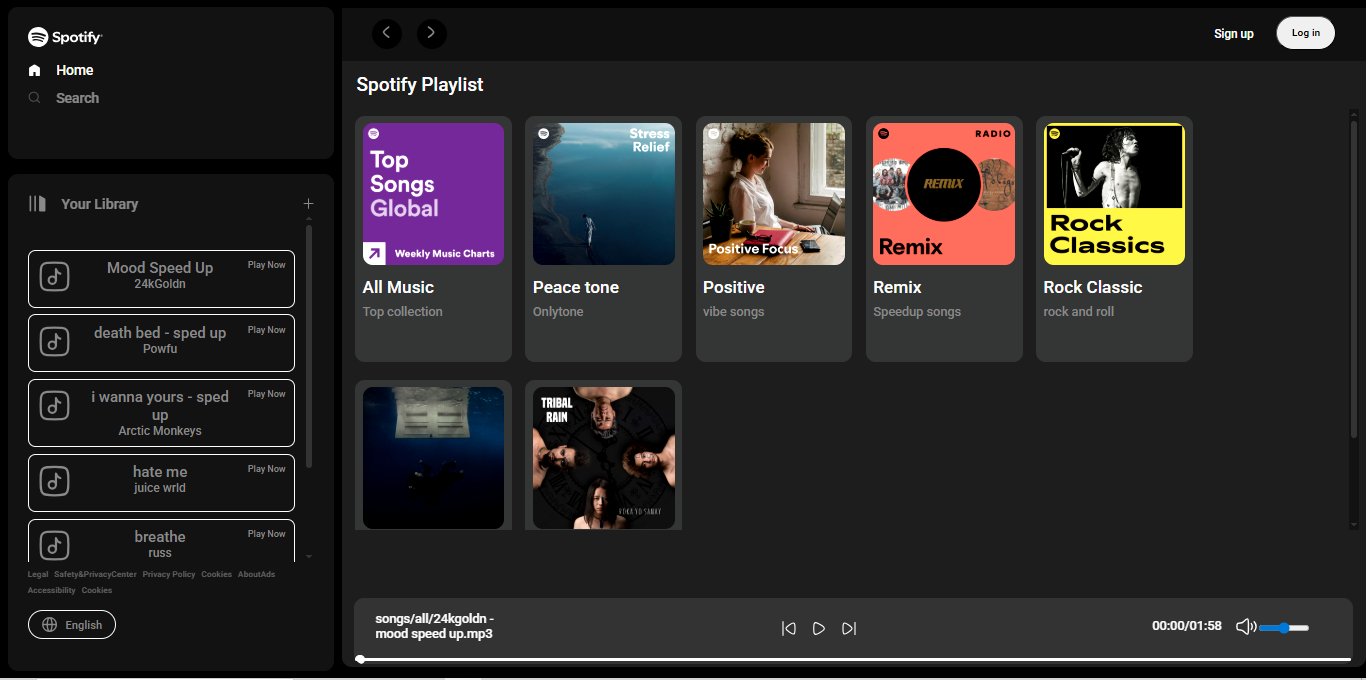 Spotify
Home
Search
Your Library
Mood Speed Up
24kGoldn
Play Now
death bed - sped up
Powfu
Play Now
i wanna yours - sped
up
Arctic Monkeys
Play Now
hate me
juice wrld
Play Now
breathe
russ
Play Now
Legal Safety&PrivacyCenter Privacy Policy Cookies AboutAds
Accessibility Cookies
English
Sign up
Log in
Spotify Playlist
Top
Songs
Global
Weekly Music Charts
All Music
Top collection
Stress
Relief
Peace tone
Onlytone
Positive Focus
Positive
vibe songs
RADIO
REMIX
Remix
Remix
Speedup songs
Rock
Classics
Rock Classic
rock and roll
TRIBAL
RAIN
ROKA YO SAMAY
songs/all/24kgoldn -
mood speed up.mp3
00:00/01:58